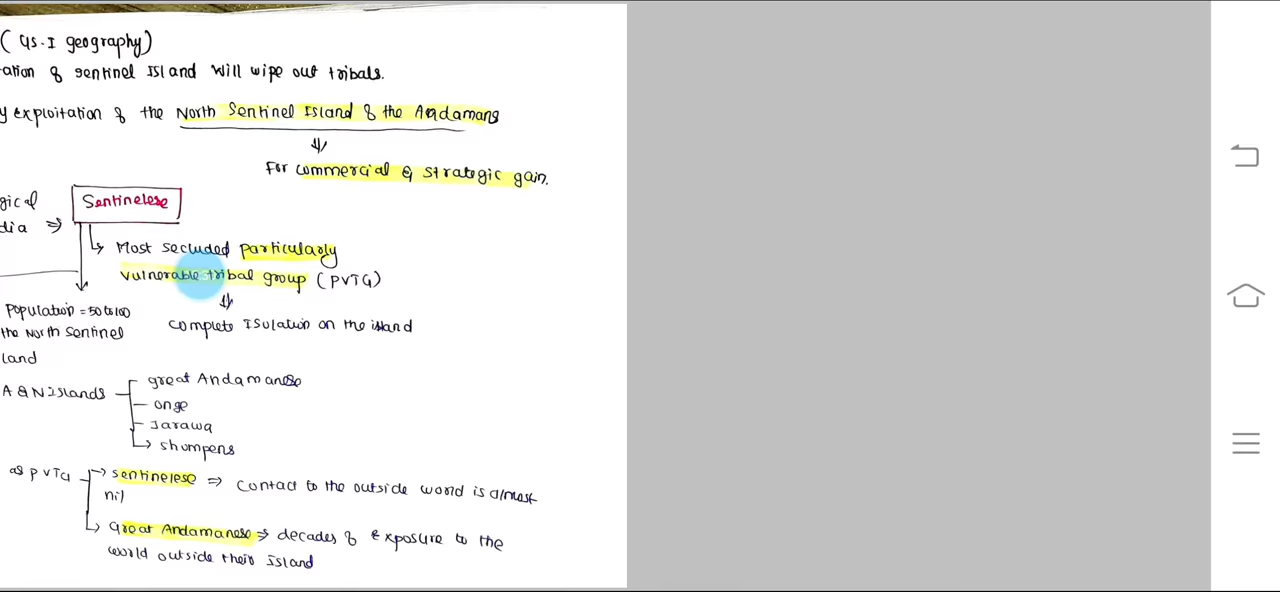 ( GS-I geography)
ation of sentinel Island will wipe out tribals.
y exploitation of the North Sentinel Island of the Andamans
For commercial & strategic gain.
gical
Sentinelese
dia ⇒
Most secluded particularly
vulnerable tribal group (PVTG)
Population = 50 to 100
complete Isolation on the island
the North Sentinel
land
A & N Islands
great Andamanese
onge
Jarawa
shompens
as PVTG
sentinelese ⇒ contact to the outside world is almost
nil
Great Andamanese ⇒ decades of exposure to the
world outside their Island